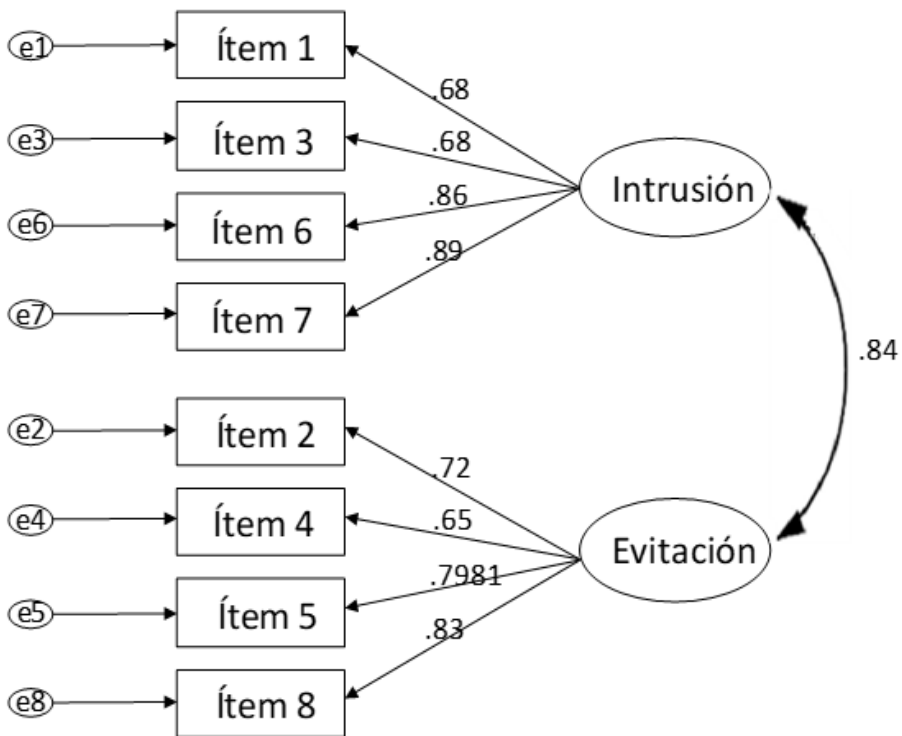 e1
Ítem 1
.68
e3
Ítem 3
.68
Intrusión
e6
Ítem 6
.86
e7
Ítem 7
.89
.84
e2
Ítem 2
.72
e4
Ítem 4
.65
Evitación
e5
Ítem 5
.7981
e8
Ítem 8
.83